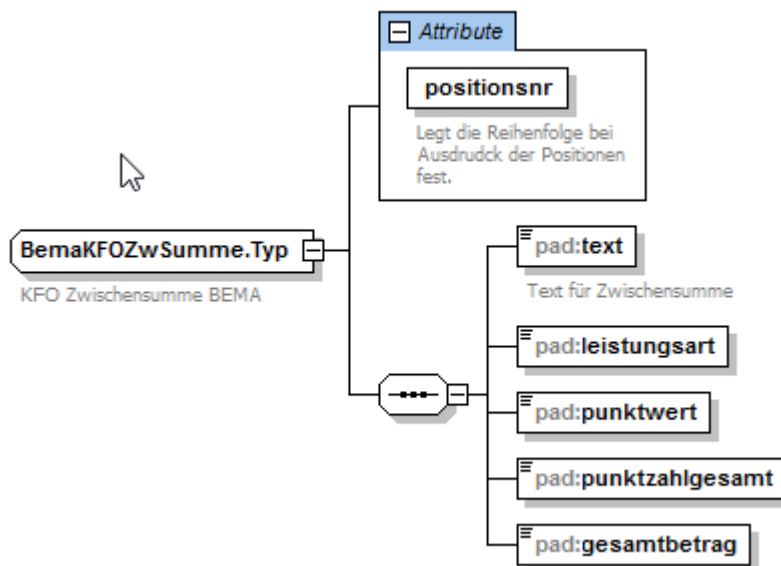 Attribute
positionsnr
Legt die Reihenfolge bei
Ausdrudck der Positionen
fest.
BemaKFOZwSumme.Typ
KFO Zwischensumme BEMA
pad:text
Text für Zwischensumme
pad:leistungsart
pad:punktwert
pad:punktzahlgesamt
pad:gesamtbetrag